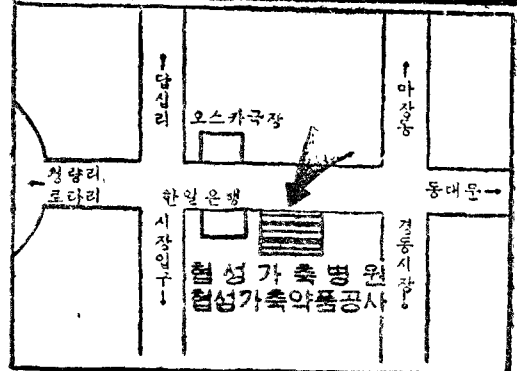 ↑답십리
↑마장동
오스카극장
청량리
로타리
←
동대문→
한일은행
시장입구↓
경동시장↓
협성가축병원
협성가축약품공사